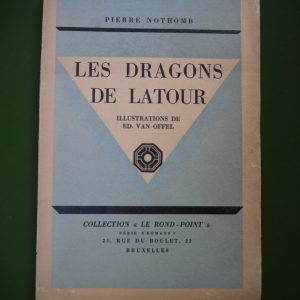 PIERRE NOTHOMB
LES DRAGONS
DE LATOUR
ILLUSTRATIONS DE
ED. VAN OFFEL
COLLECTION « LE ROND-POINT »
SÉRIE « ROMANS »
21, RUE DU BOULET, 22
BRUXELLES